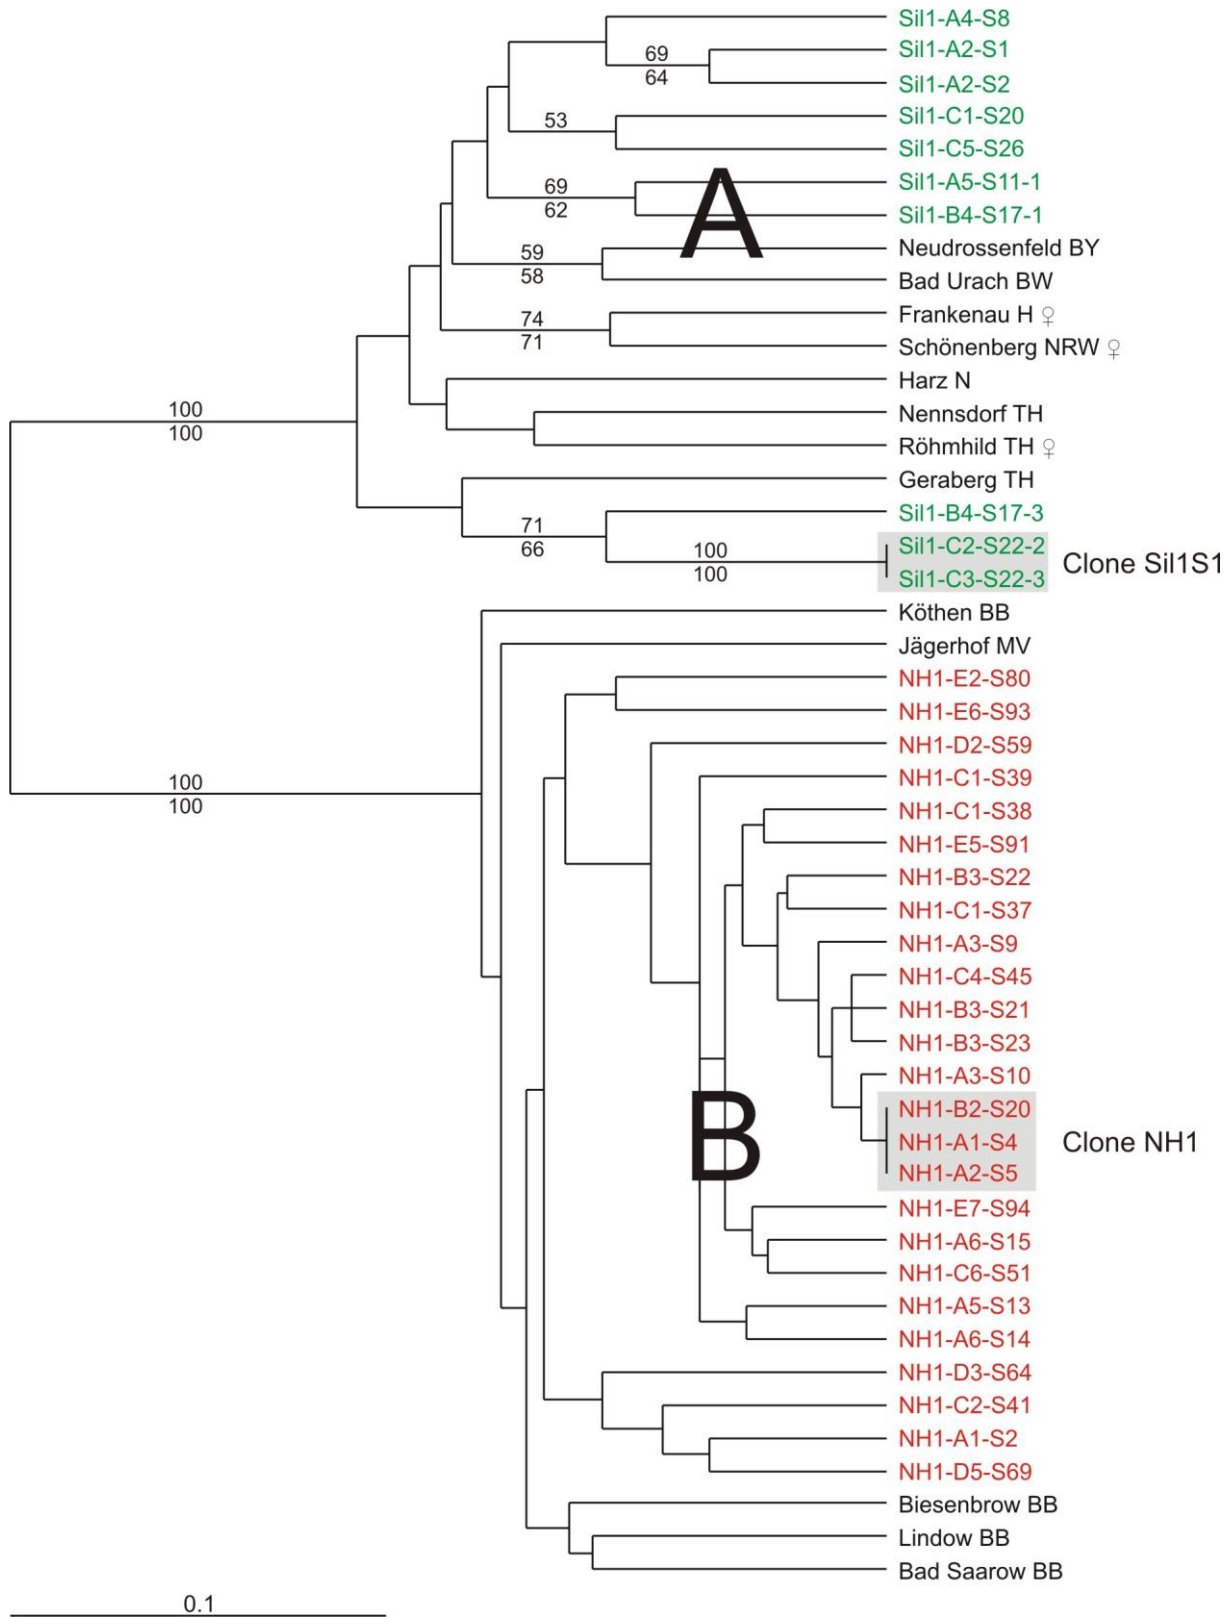 Sil1-A4-S8
69
Sil1-A2-S1
64
Sil1-A2-S2
53
Sil1-C1-S20
Sil1-C5-S26
69
Sil1-A5-S11-1
62
Sil1-B4-S17-1
A
59
Neudrossenfeld BY
58
Bad Urach BW
74
Frankenau H ♀
71
Schönenberg NRW ♀
Harz N
100
100
Nennsdorf TH
Röhmhild TH ♀
Geraberg TH
71
66
Sil1-B4-S17-3
100
100
Sil1-C2-S22-2
Clone Sil1S1
Sil1-C3-S22-3
Köthen BB
Jägerhof MV
NH1-E2-S80
NH1-E6-S93
NH1-D2-S59
100
100
NH1-C1-S39
NH1-C1-S38
NH1-E5-S91
NH1-B3-S22
NH1-C1-S37
NH1-A3-S9
NH1-C4-S45
NH1-B3-S21
NH1-B3-S23
NH1-A3-S10
B
NH1-B2-S20
NH1-A1-S4
Clone NH1
NH1-A2-S5
NH1-E7-S94
NH1-A6-S15
NH1-C6-S51
NH1-A5-S13
NH1-A6-S14
NH1-D3-S64
NH1-C2-S41
NH1-A1-S2
NH1-D5-S69
Biesenbrow BB
Lindow BB
Bad Saarow BB
0.1